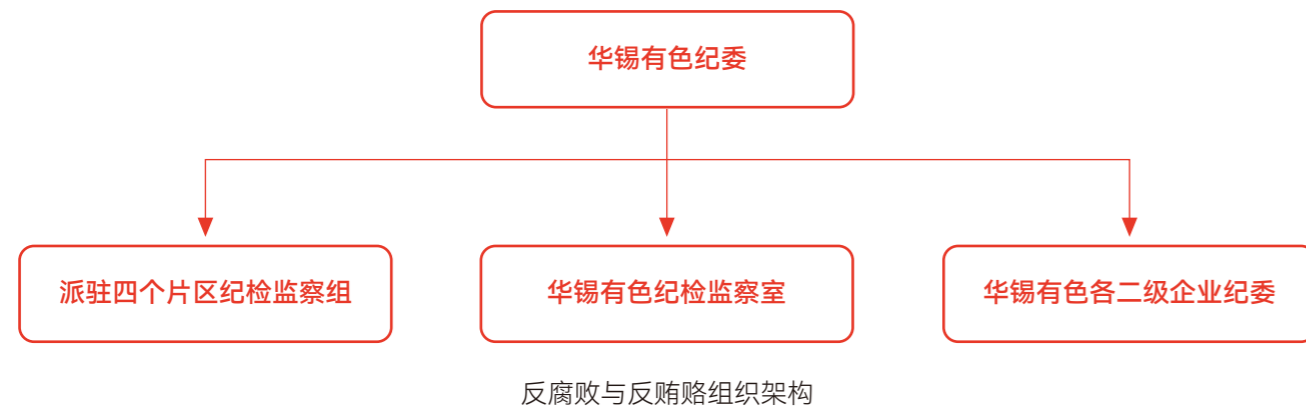 华锡有色纪委
派驻四个片区纪检监察组
华锡有色纪检监察室
华锡有色各二级企业纪委
反腐败与反贿赂组织架构